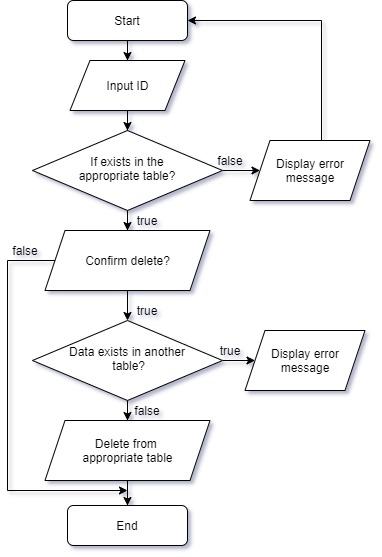 Start
Input ID
If exists in the
appropriate table?
false
Display error
message
true
false
Confirm delete?
true
Data exists in another
table?
true
Display error
message
false
Delete from
appropriate table
End